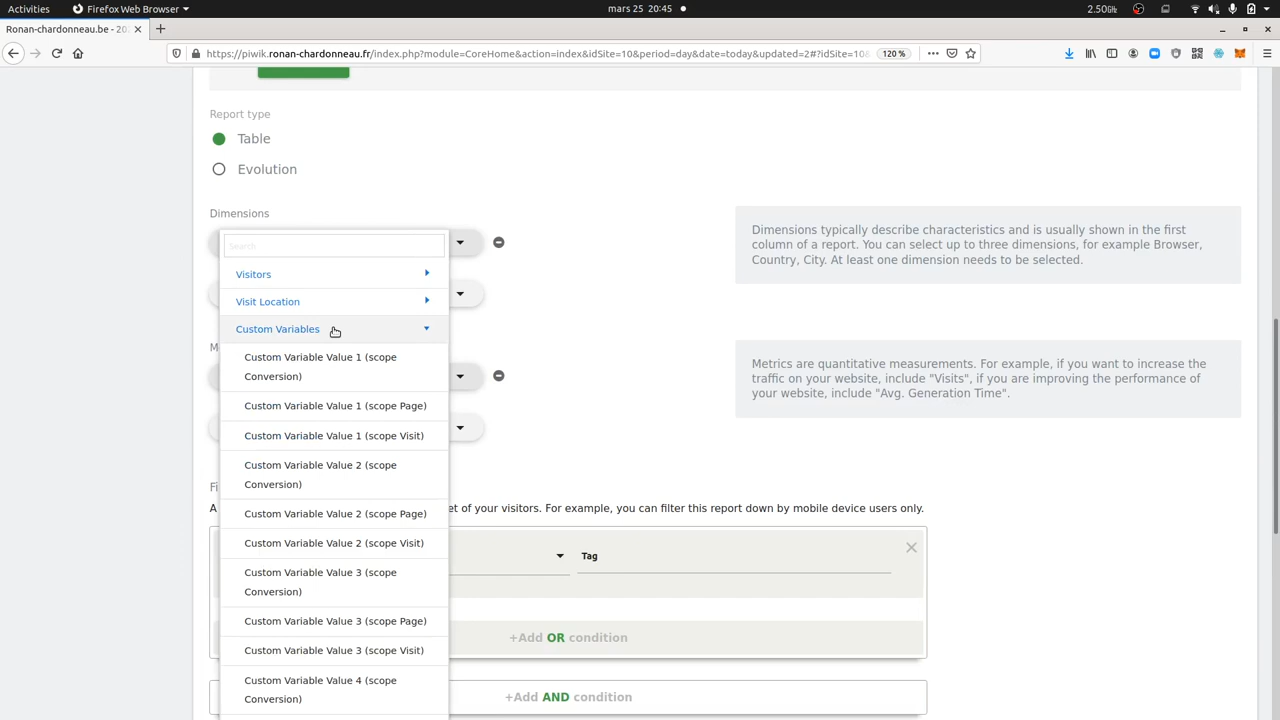 Activities
Firefox Web Browser
mars 25 20:45
2.50IiK
Ronan-chardonneau.be - 20
https://piwik.ronan-chardonneau.fr/index.php?module=CoreHome&action=index&idSite=10&period=day&date=today&updated=2#?idSite=10&
120 %
Report type
Table
Evolution
Dimensions
Search
Visitors
Visit Location
Custom Variables
Custom Variable Value 1 (scope
Conversion)
Custom Variable Value 1 (scope Page)
Custom Variable Value 1 (scope Visit)
Custom Variable Value 2 (scope
Conversion)
Custom Variable Value 2 (scope Page)
Custom Variable Value 2 (scope Visit)
Custom Variable Value 3 (scope
Conversion)
Custom Variable Value 3 (scope Page)
Custom Variable Value 3 (scope Visit)
Custom Variable Value 4 (scope
Conversion)
Dimensions typically describe characteristics and is usually shown in the first
column of a report. You can select up to three dimensions, for example Browser,
Country, City. At least one dimension needs to be selected.
M
Metrics are quantitative measurements. For example, if you want to increase the
traffic on your website, include "Visits", if you are improving the performance of
your website, include "Avg. Generation Time".
Fi
A
et of your visitors. For example, you can filter this report down by mobile device users only.
Tag
+Add OR condition
+Add AND condition